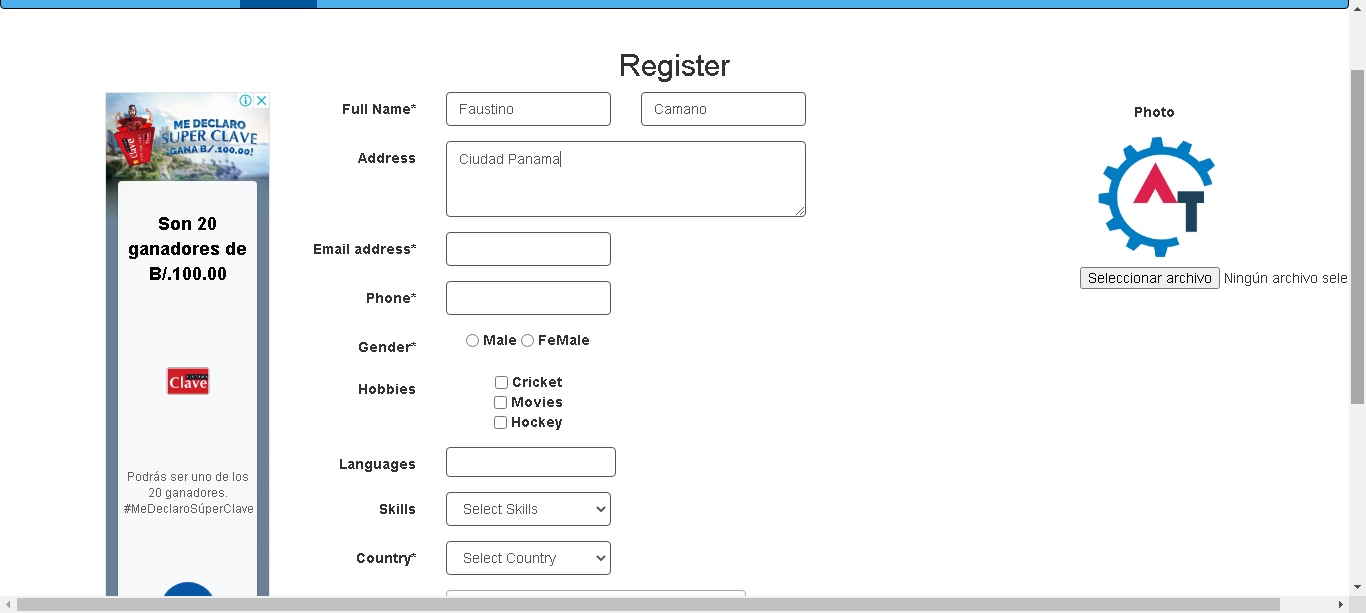 Register
ME DECLARO
SUPER CLAVE
¡GANA B/.100.00!
Son 20
ganadores de
B/.100.00
Clave
Podrás ser uno de los
20 ganadores.
#MeDeclaroSúperClave
Full Name* Faustino Camano
Address Ciudad Panama
Email address*
Phone*
Gender* Male FeMale
Hobbies Cricket
Movies
Hockey
Languages
Skills Select Skills
Country* Select Country
Photo
AT
Seleccionar archivo Ningún archivo sele